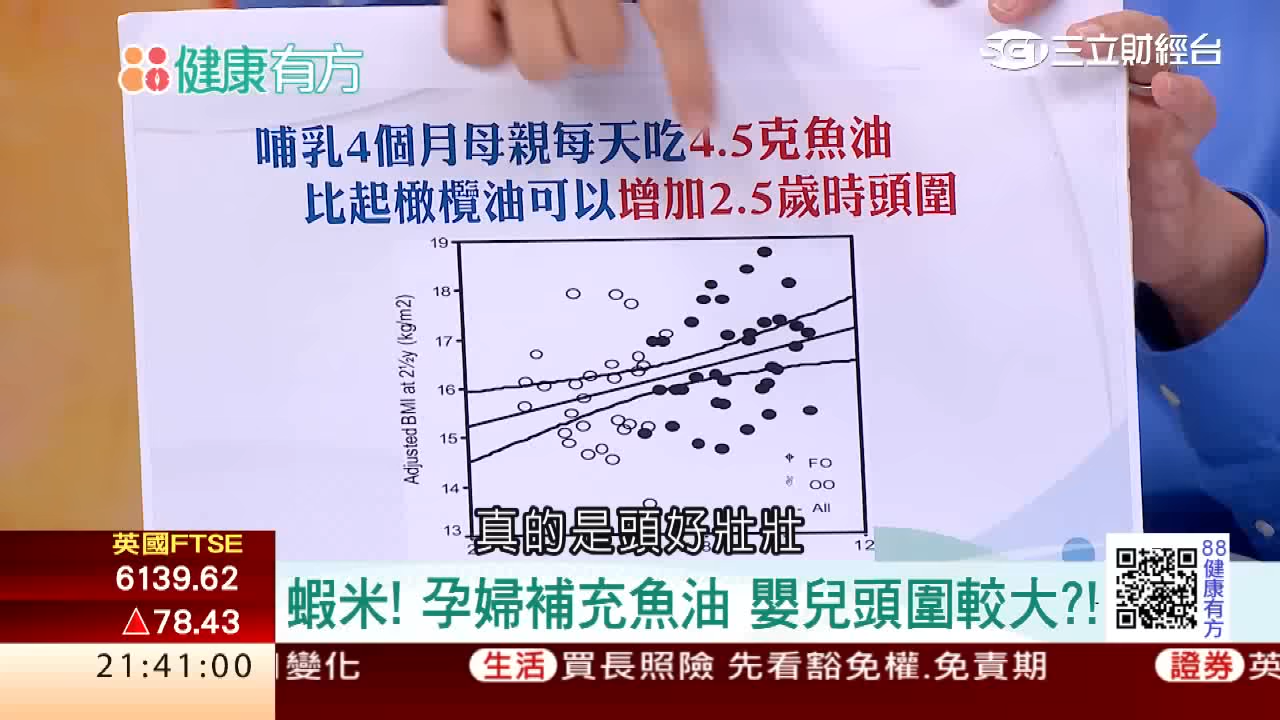 健康有方
SET 三立財經台
哺乳4個月母親每天吃4.5克魚油
比起橄欖油可以增加2.5歲時頭圍
19
18
17
16
15
14
13
Adjusted BMI at 2½y (kg/m2)
FO
OO
All
2
8
12
真的是頭好壯壯
英國FTSE
6139.62
△78.43
21:41:00
蝦米! 孕婦補充魚油 嬰兒頭圍較大?!
88健康有方
變化 生活 買長照險 先看豁免權.免責期 證券 英